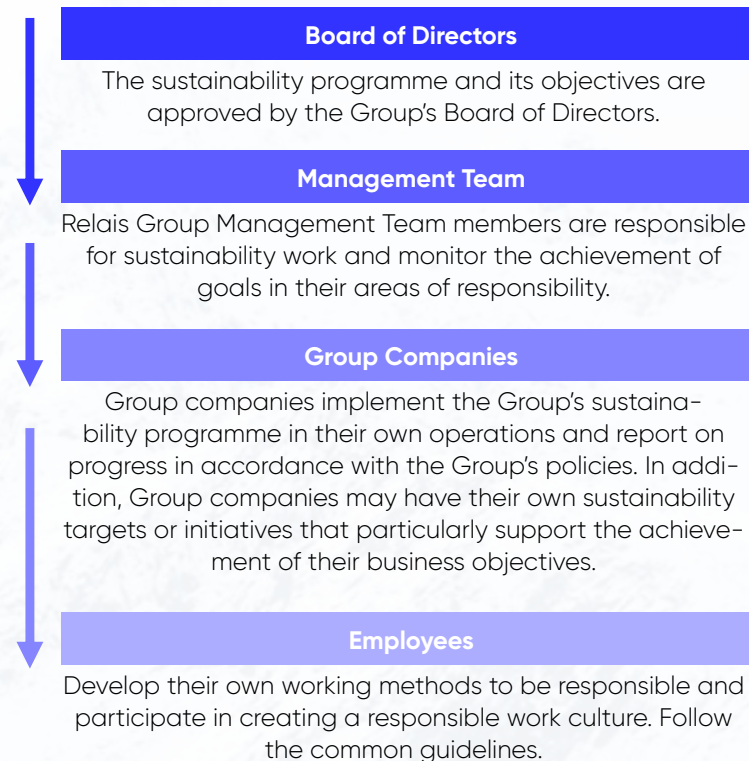 Board of Directors
The sustainability programme and its objectives are
approved by the Group's Board of Directors.
Management Team
Relais Group Management Team members are responsible
for sustainability work and monitor the achievement of
goals in their areas of responsibility.
Group Companies
Group companies implement the Group's sustaina-
bility programme in their own operations and report on
progress in accordance with the Group's policies. In addi-
tion, Group companies may have their own sustainability
targets or initiatives that particularly support the achieve-
ment of their business objectives.
Employees
Develop their own working methods to be responsible and
participate in creating a responsible work culture. Follow
the common guidelines.